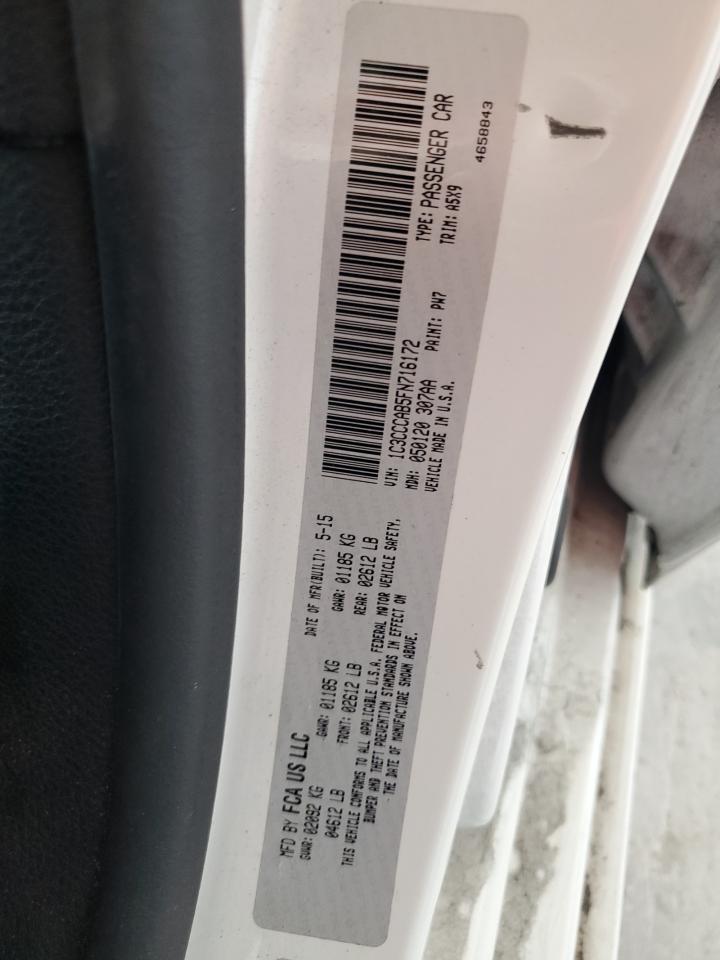 MFD BY FCA US LLC
DATE OF MFR(BUILT): 5-15
GVWR: 02092 KG
GAWR: 01185 KG
GAWR: 01185 KG
04612 LB
FRONT: 02612 LB
REAR: 02612 LB
THIS VEHICLE CONFORMS TO ALL APPLICABLE U.S.A. FEDERAL MOTOR VEHICLE SAFETY,
BUMPER AND THEFT PREVENTION STANDARDS IN EFFECT ON
THE DATE OF MANUFACTURE SHOWN ABOVE.
VIN: 1C3CCCAB5FN716172
TYPE: PASSENGER CAR
MDH: 050120 307AA
PAINT: PW7
TRIM: A5X9
VEHICLE MADE IN U.S.A.
4658843